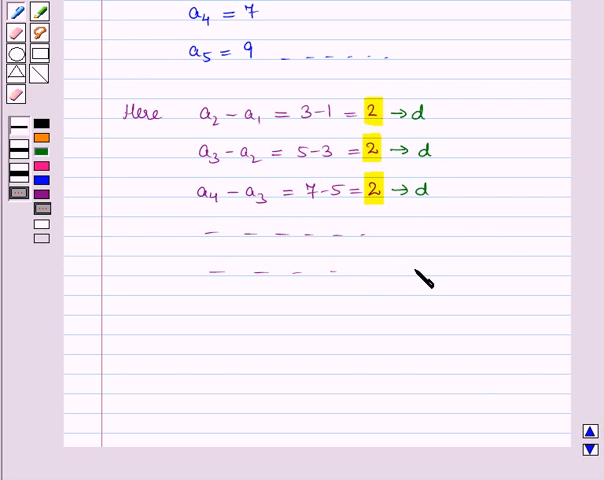 a₄ = 7
a₅ = 9 _ _ _ _ _ _
Here a₂ - a₁ = 3-1 = 2 → d
a₃ - a₂ = 5-3 = 2 → d
a₄ - a₃ = 7-5 = 2 → d
_ _ _ _ _ _
_ _ _ _